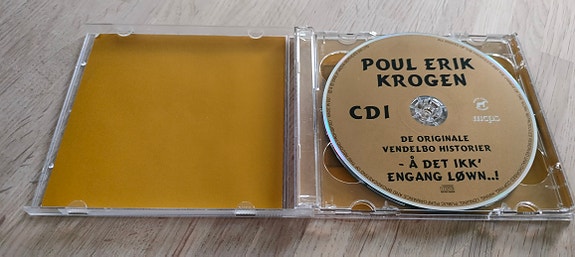 POUL ERIK
KROGEN
CD1
DE ORIGINALE
VENDELBO HISTORIER
- Å DET IKK'
ENGANG LØWN..!